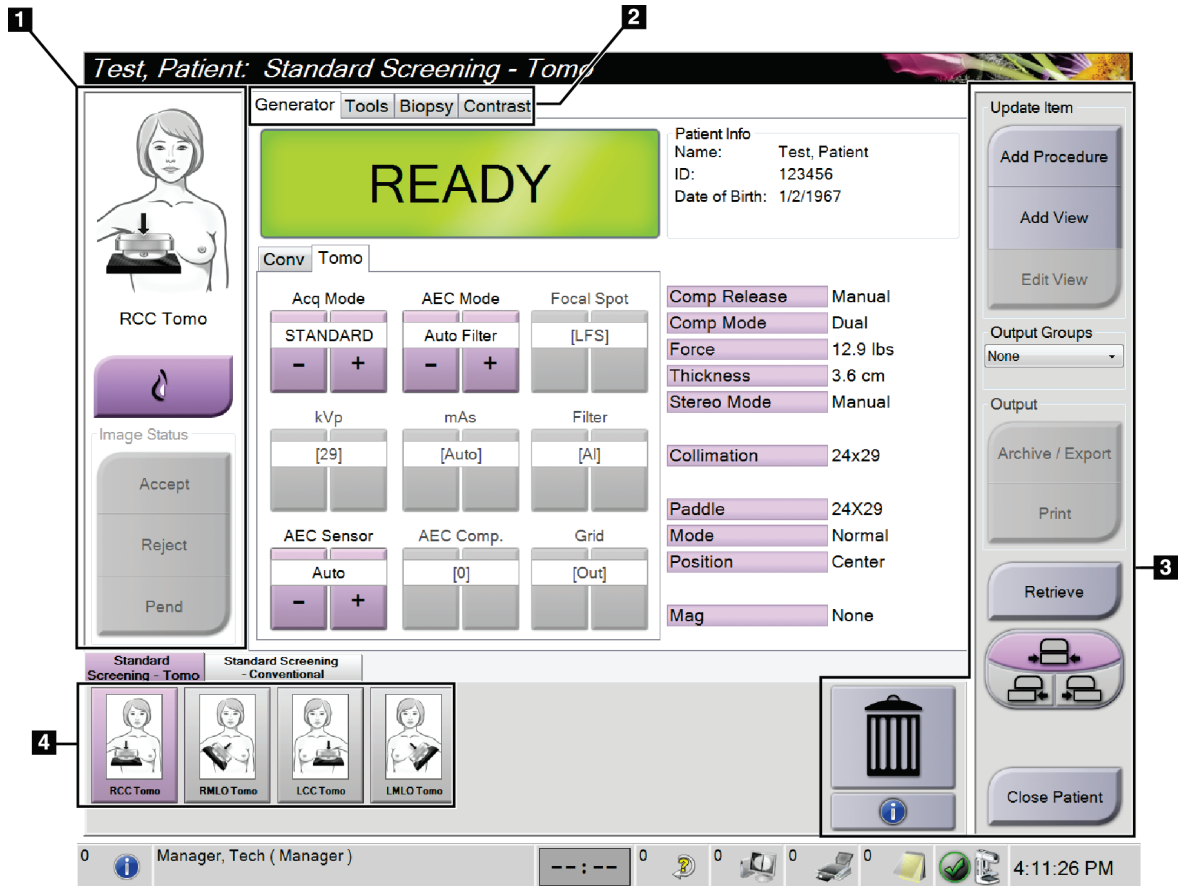 1
2
Test, Patient: Standard Screening - Tomo
Generator Tools Biopsy Contrast
READY
Patient Info
Name: Test, Patient
ID: 123456
Date of Birth: 1/2/1967
RCC Tomo
Image Status
Accept
Reject
Pend
Conv Tomo
Acq Mode AEC Mode Focal Spot
STANDARD Auto Filter [LFS]
- + - +
kVp mAs Filter
[29] [Auto] [Al]
AEC Sensor AEC Comp. Grid
Auto [0] [Out]
- +
Comp Release Manual
Comp Mode Dual
Force 12.9 lbs
Thickness 3.6 cm
Stereo Mode Manual
Collimation 24x29
Paddle 24X29
Mode Normal
Position Center
Mag None
Update Item
Add Procedure
Add View
Edit View
Output Groups
None
Output
Archive / Export
Print
3
Retrieve
Close Patient
Standard
Screening - Tomo
Standard Screening
- Conventional
4
RCC Tomo RMLO Tomo LCC Tomo LMLO Tomo
0 Manager, Tech ( Manager ) --:-- 0 0 0 0 4:11:26 PM